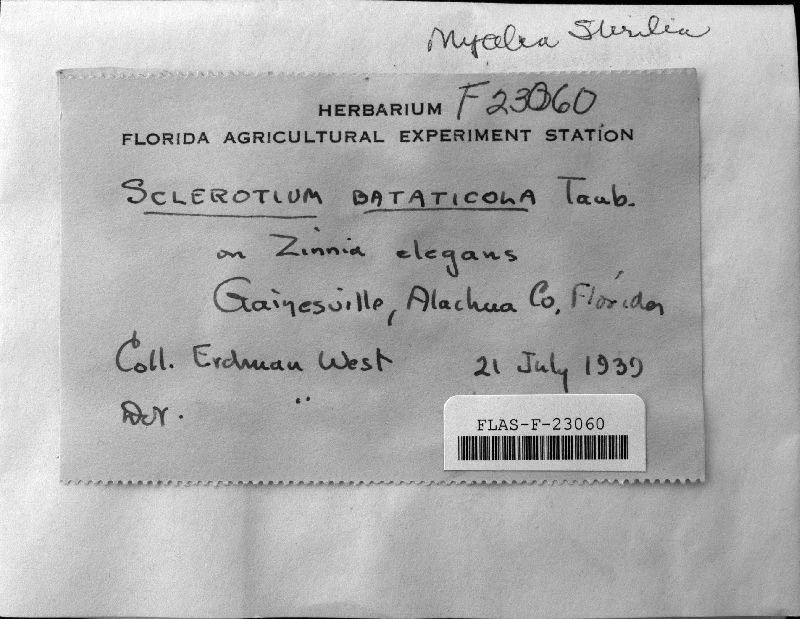 Mycelia Sterilia
HERBARIUM F 23060
FLORIDA AGRICULTURAL EXPERIMENT STATION
SCLEROTIUM BATATICOLA Taub.
on Zinnia elegans
Gainesville, Alachua Co, Florida
Coll. Erdman West 21 July 1939
Det. "
FLAS-F-23060